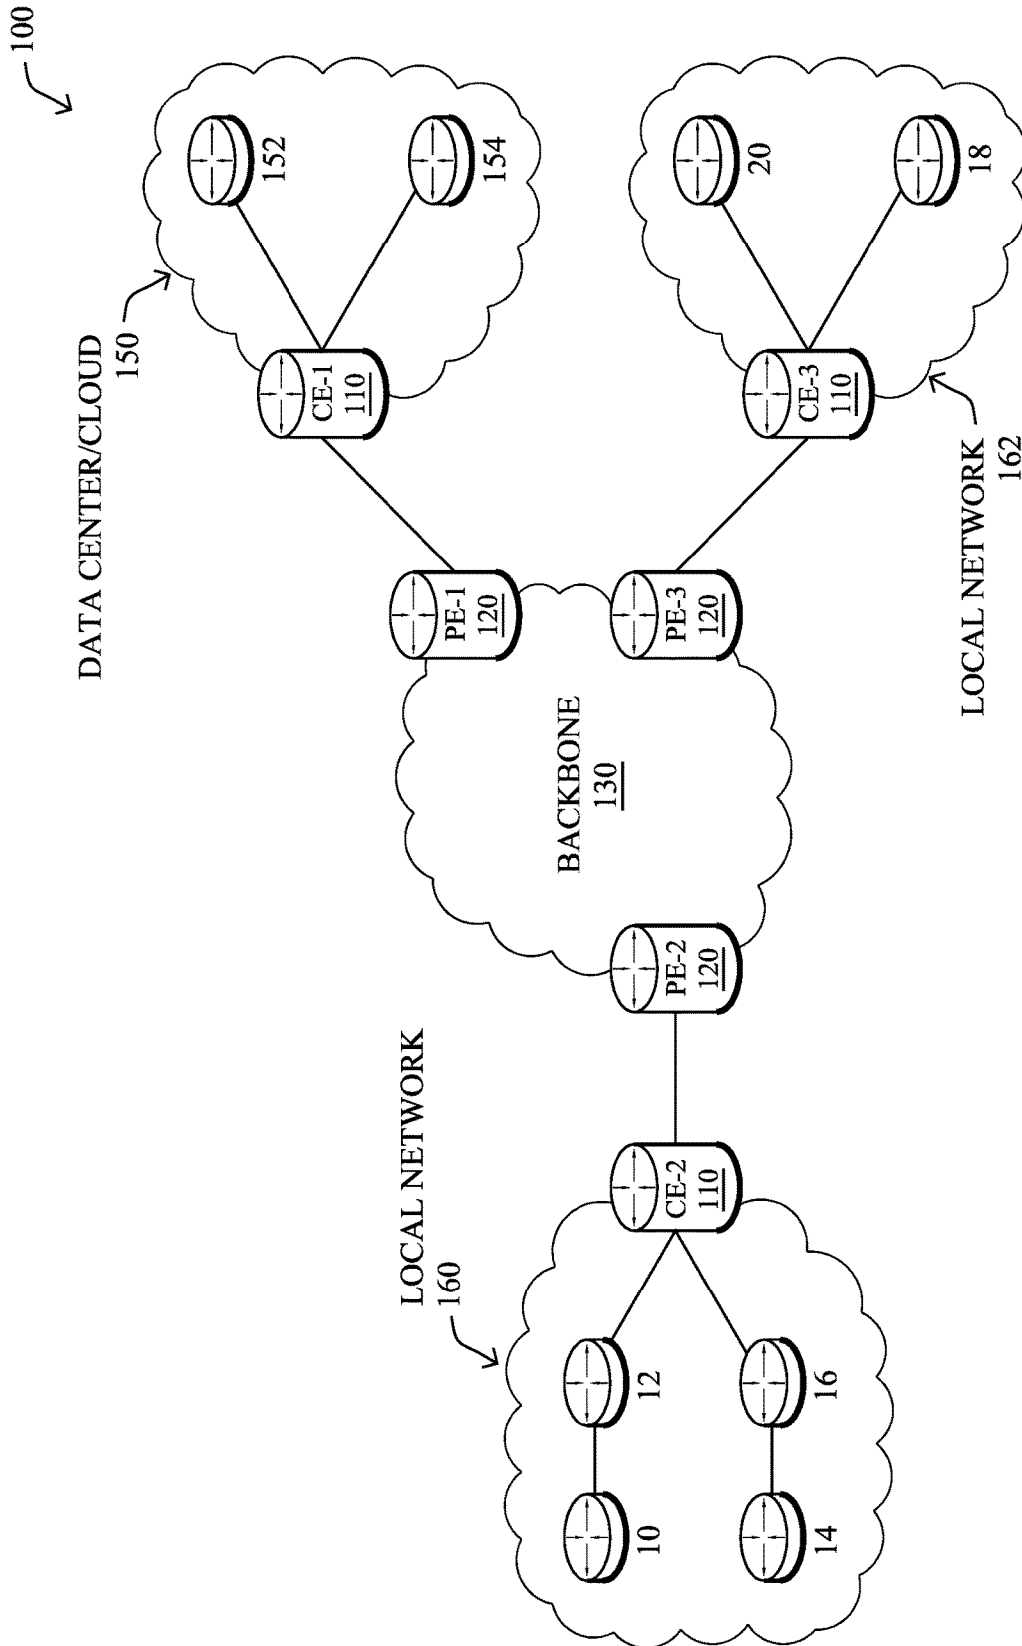 100
DATA CENTER/CLOUD
150
152
154
CE-1
110
PE-1
120
BACKBONE
130
LOCAL NETWORK
160
10
12
14
16
CE-2
110
PE-2
120
PE-3
120
CE-3
110
20
18
LOCAL NETWORK
162